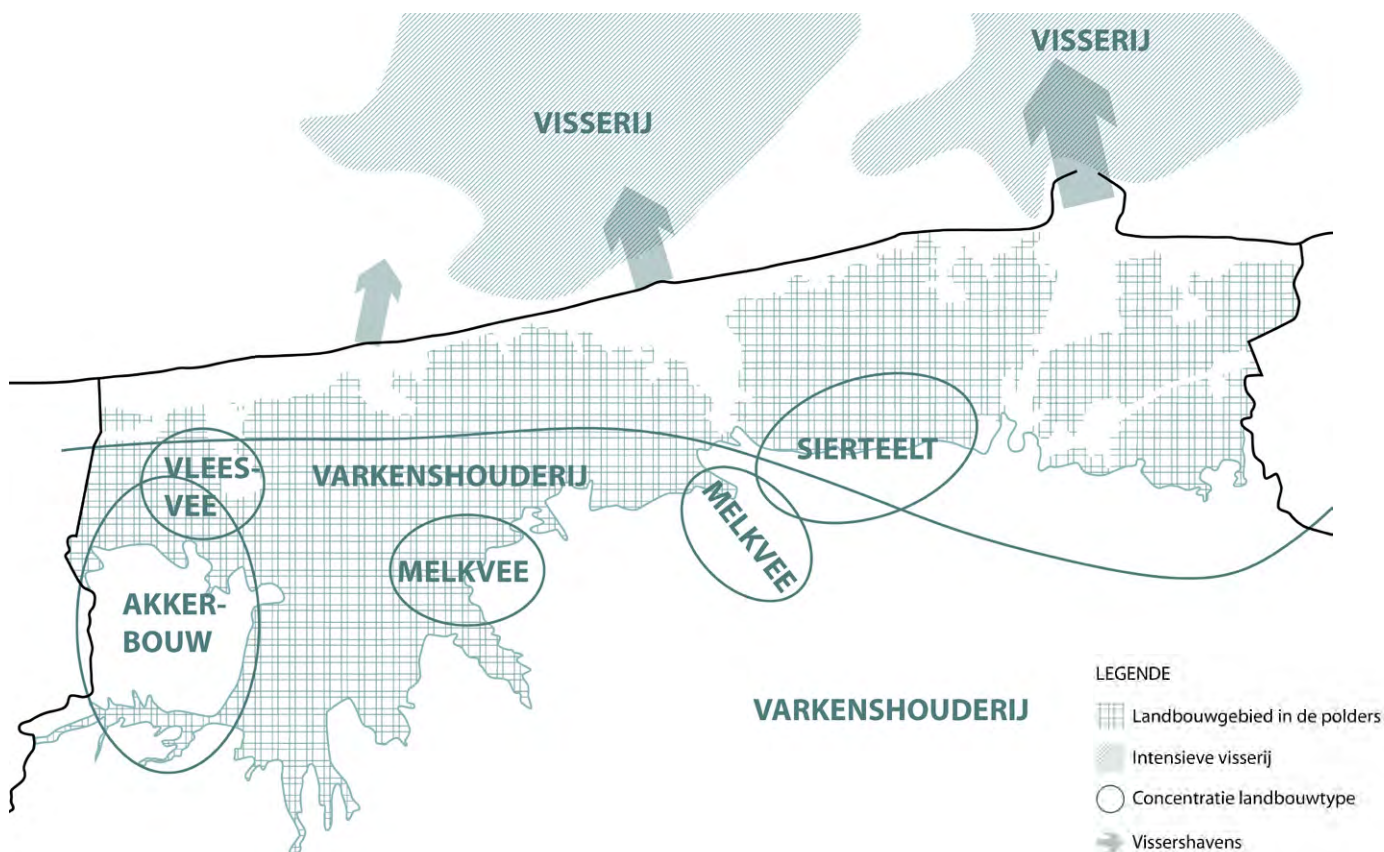 VISSERIJ
VISSERIJ
SIERTEELT
VLEES-
VEE
VARKENSHOUDERIJ
MELKVEE
MELKVEE
AKKER-
BOUW
VARKENSHOUDERIJ
LEGENDE
Landbouwgebied in de polders
Intensieve visserij
Concentratie landbouwtype
Vissershavens